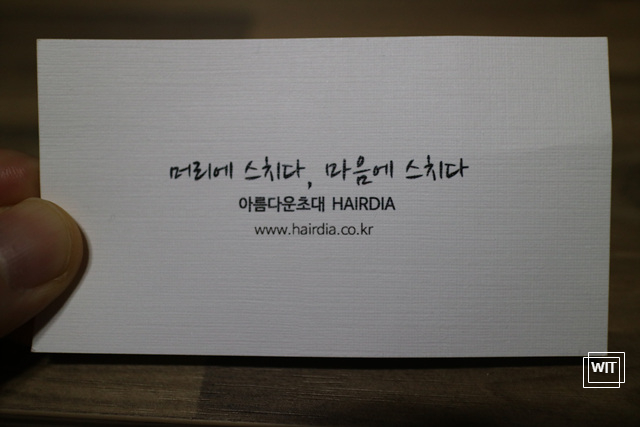 머리에 스치다, 마음에 스치다
아름다운초대 HAIRDIA
www.hairdia.co.kr
WIT